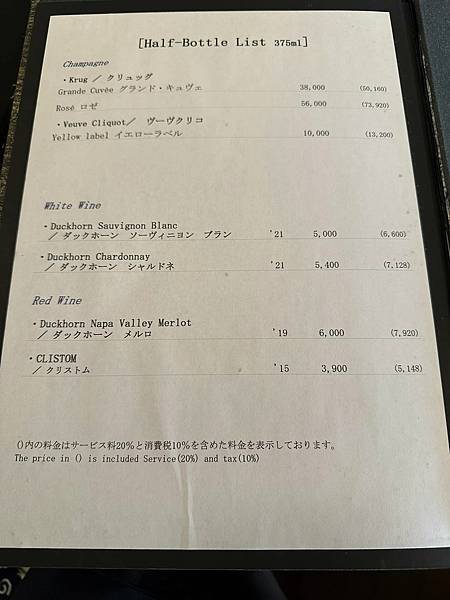 [Half-Bottle List 375ml]
Champagne
・Krug ／ クリュッグ
Grande Cuvée グランド・キュヴェ 38,000 (50,160)
Rosé ロゼ 56,000 (73,920)
・Veuve Cliquot／ ヴーヴクリコ
Yellow label イエローラベル 10,000 (13,200)
White Wine
・Duckhorn Sauvignon Blanc
／ ダックホーン ソーヴィニヨン ブラン '21 5,000 (6,600)
・Duckhorn Chardonnay
／ ダックホーン シャルドネ '21 5,400 (7,128)
Red Wine
・Duckhorn Napa Valley Merlot
／ ダックホーン メルロ '19 6,000 (7,920)
・CLISTOM
／ クリストム '15 3,900 (5,148)
()内の料金はサービス料20%と消費税10%を含めた料金を表示しております。
The price in () is included Service(20%) and tax(10%)